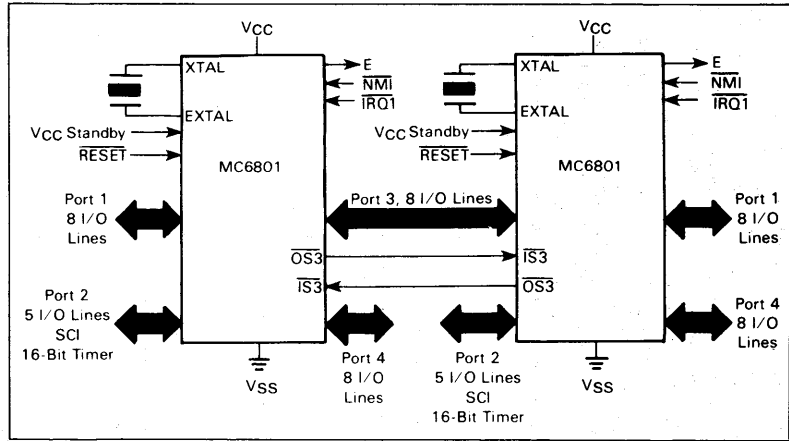 VCC
XTAL
EXTAL
VCC Standby
RESET
MC6801
E
NMI
IRQ1
Port 1
8 I/O
Lines
Port 2
5 I/O Lines
SCI
16-Bit Timer
Port 3, 8 I/O Lines
OS3
IS3
Port 4
8 I/O
Lines
VSS
VCC
XTAL
EXTAL
VCC Standby
RESET
MC6801
E
NMI
IRQ1
IS3
OS3
Port 1
8 I/O
Lines
Port 4
8 I/O
Lines
Port 2
5 I/O Lines
SCI
16-Bit Timer
VSS